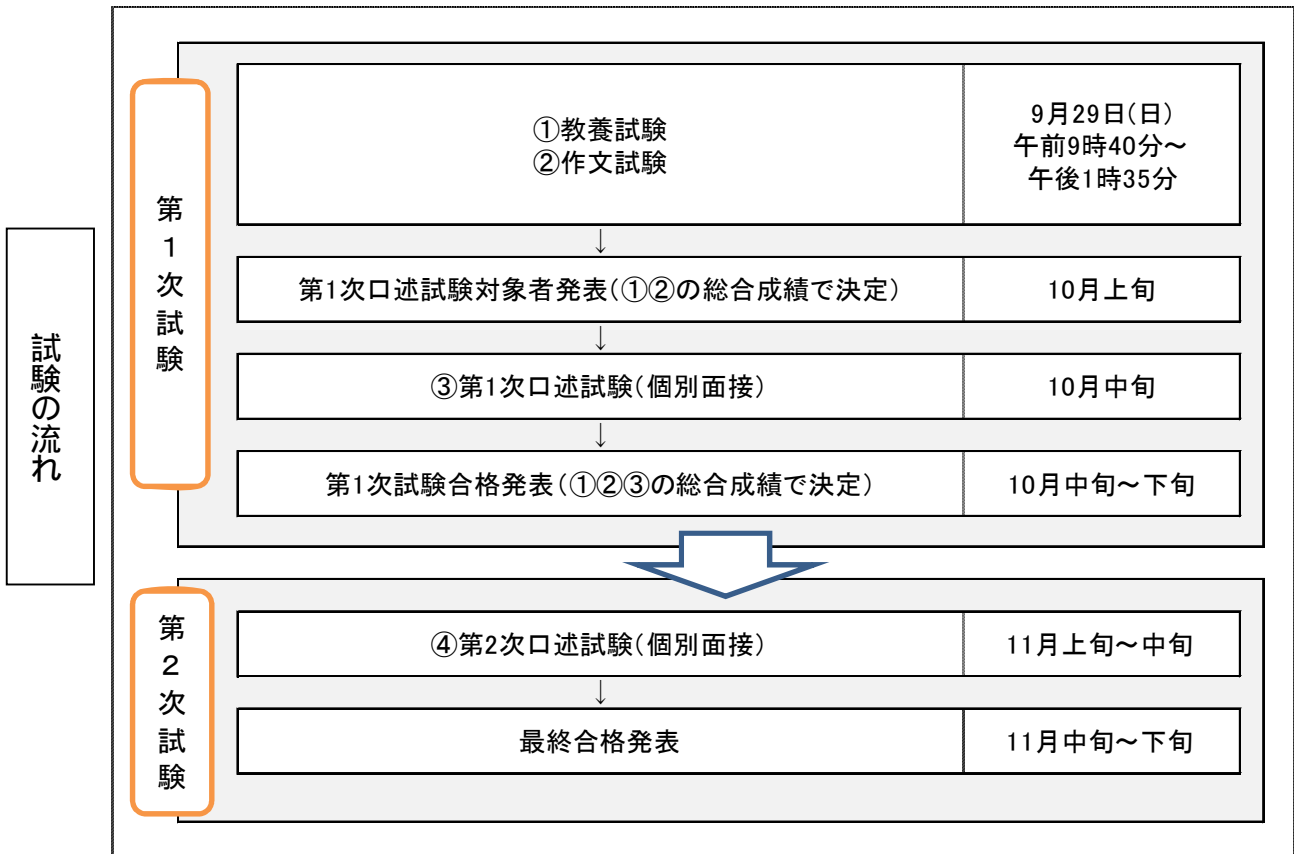 試験の流れ
第1次試験
①教養試験
②作文試験
9月29日(日)
午前9時40分～
午後1時35分
↓
第1次口述試験対象者発表(①②の総合成績で決定)
10月上旬
↓
③第1次口述試験(個別面接)
10月中旬
↓
第1次試験合格発表(①②③の総合成績で決定)
10月中旬～下旬
第2次試験
④第2次口述試験(個別面接)
11月上旬～中旬
↓
最終合格発表
11月中旬～下旬